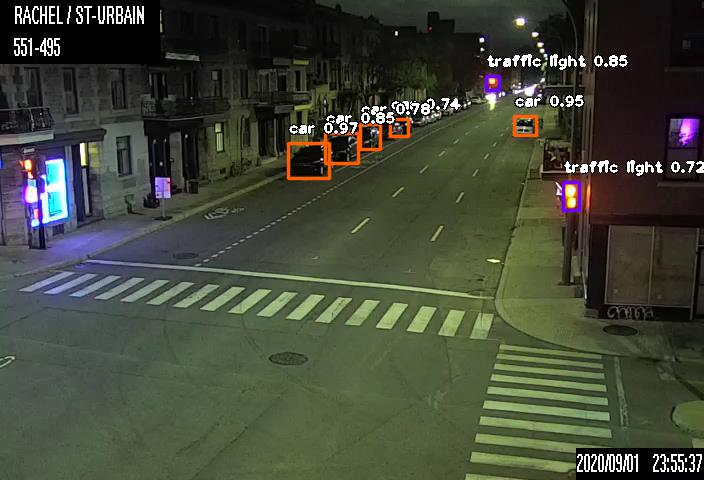 RACHEL / ST-URBAIN
551-495
traffic light 0.85
car 0.95
0.74
0.78
car 0.85
car 0.97
traffic light 0.72
2020/09/01 23:55:37